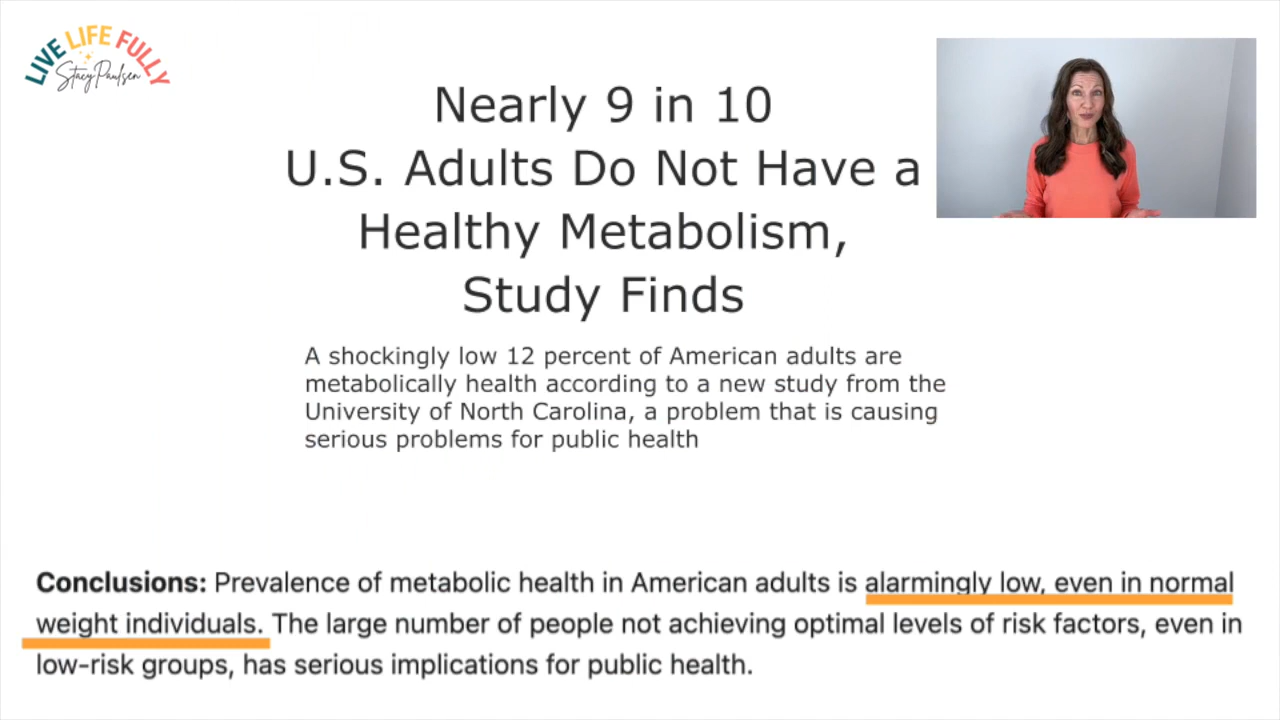 LIVE LIFE FULLY
Stacy Paulsen
Nearly 9 in 10
U.S. Adults Do Not Have a
Healthy Metabolism,
Study Finds
A shockingly low 12 percent of American adults are
metabolically health according to a new study from the
University of North Carolina, a problem that is causing
serious problems for public health
Conclusions: Prevalence of metabolic health in American adults is alarmingly low, even in normal
weight individuals. The large number of people not achieving optimal levels of risk factors, even in
low-risk groups, has serious implications for public health.